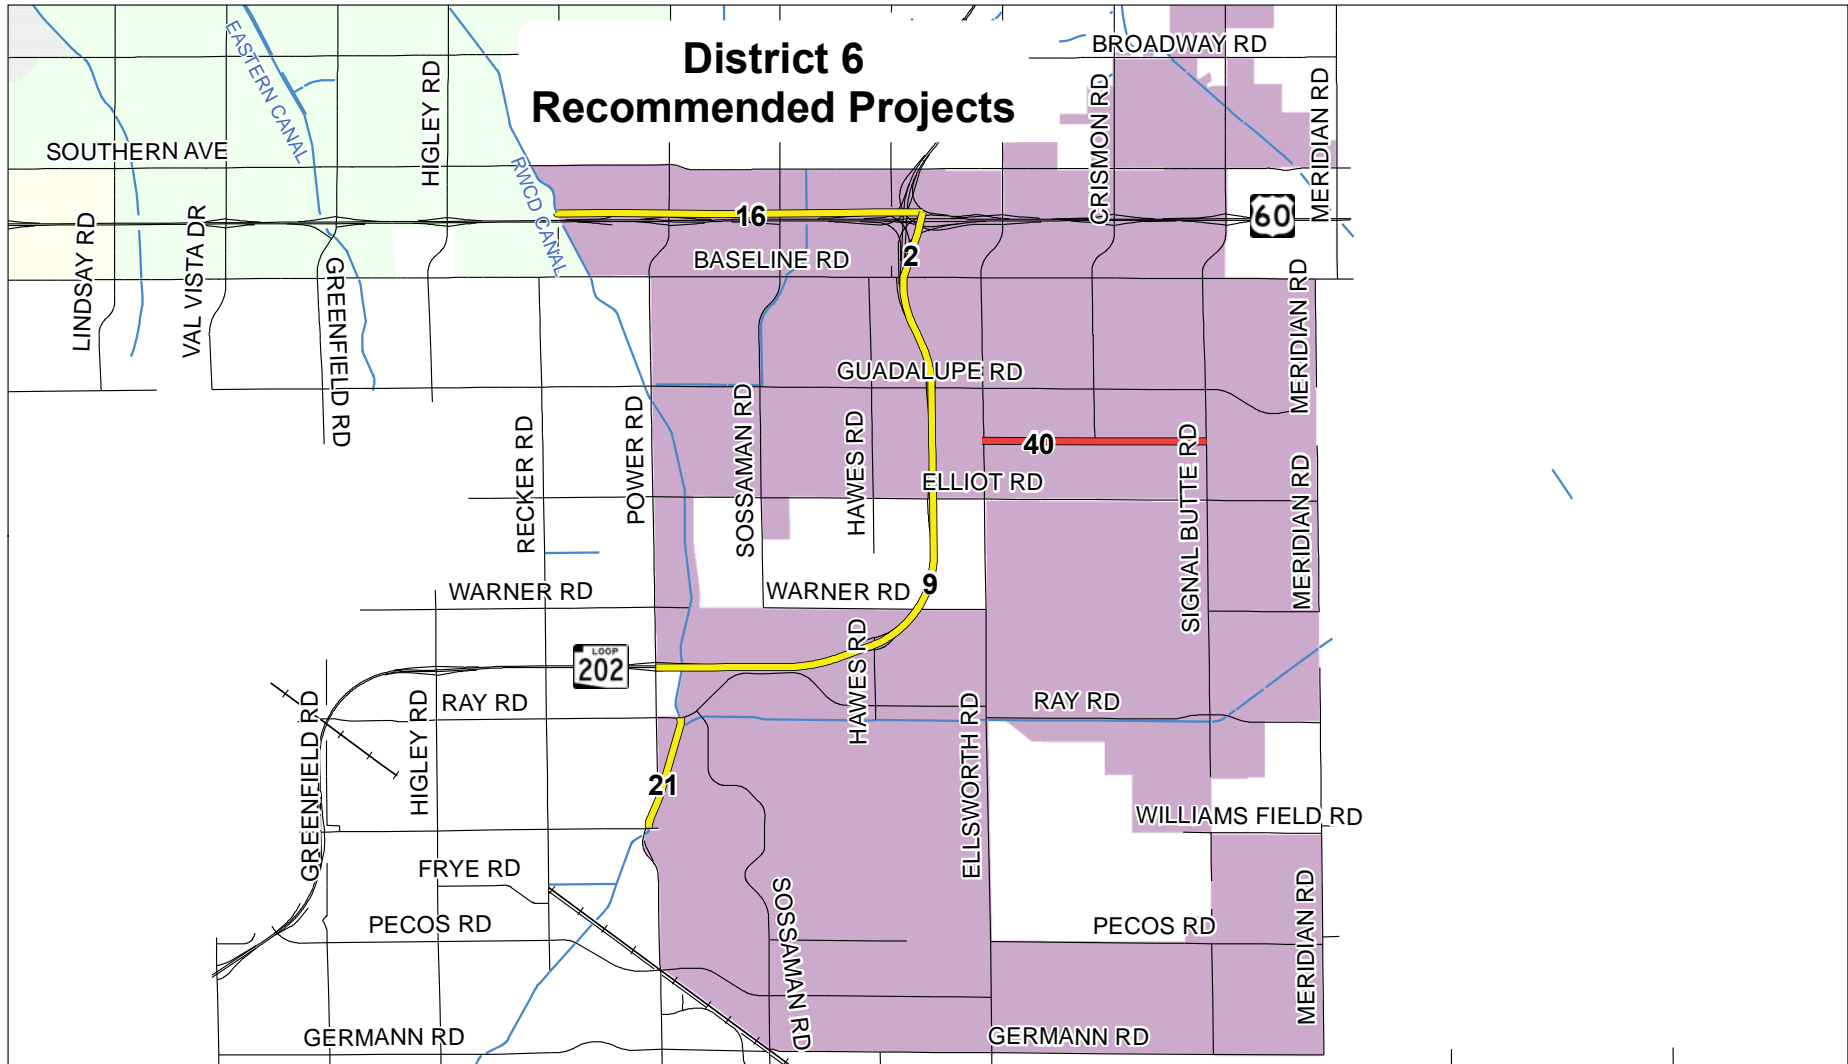 District 6
Recommended Projects
BROADWAY RD
EASTERN CANAL
HIGLEY RD
CRISMON RD
MERIDIAN RD
SOUTHERN AVE
RWCD CANAL
LINDSAY RD
VAL VISTA DR
16
60
2
BASELINE RD
GREENFIELD RD
MERIDIAN RD
GUADALUPE RD
RECKER RD
POWER RD
SOSSAMAN RD
HAWES RD
40
SIGNAL BUTTE RD
MERIDIAN RD
ELLIOT RD
WARNER RD
WARNER RD
9
LOOP
202
HAWES RD
GREENFIELD RD
HIGLEY RD
RAY RD
ELLSWORTH RD
RAY RD
21
WILLIAMS FIELD RD
FRYE RD
SOSSAMAN RD
MERIDIAN RD
PECOS RD
PECOS RD
GERMANN RD
GERMANN RD